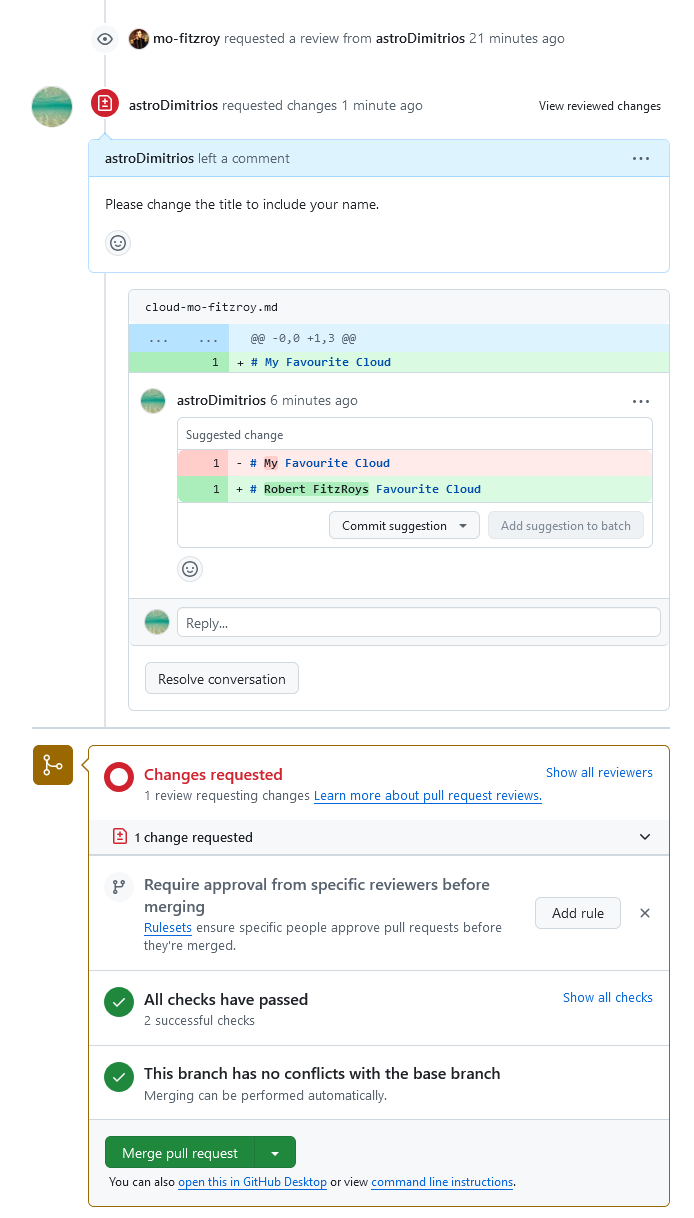 mo-fitzroy requested a review from astroDimitrios 21 minutes ago
astroDimitrios requested changes 1 minute ago
View reviewed changes
astroDimitrios left a comment
...
Please change the title to include your name.
cloud-mo-fitzroy.md
... ... @@ -0,0 +1,3 @@
1 + # My Favourite Cloud
astroDimitrios 6 minutes ago
...
Suggested change
1 - # My Favourite Cloud
1 + # Robert FitzRoys Favourite Cloud
Commit suggestion
Add suggestion to batch
Reply...
Resolve conversation
Changes requested
Show all reviewers
1 review requesting changes Learn more about pull request reviews.
1 change requested
Require approval from specific reviewers before
merging
Rulesets ensure specific people approve pull requests before
they're merged.
Add rule
All checks have passed
Show all checks
2 successful checks
This branch has no conflicts with the base branch
Merging can be performed automatically.
Merge pull request
You can also open this in GitHub Desktop or view command line instructions.